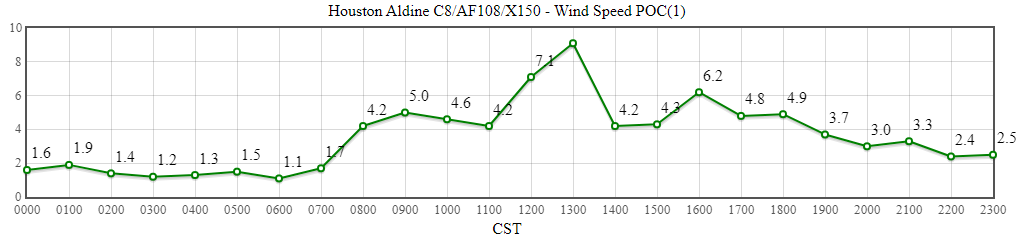 Houston Aldine C8/AF108/X150 - Wind Speed POC(1)
10
8
6
4
2
0
1.6 1.9 1.4 1.2 1.3 1.5 1.1 1.7 4.2 5.0 4.6 4.2 7.1 4.2 4.3 6.2 4.8 4.9 3.7 3.0 3.3 2.4 2.5
0000 0100 0200 0300 0400 0500 0600 0700 0800 0900 1000 1100 1200 1300 1400 1500 1600 1700 1800 1900 2000 2100 2200 2300
CST